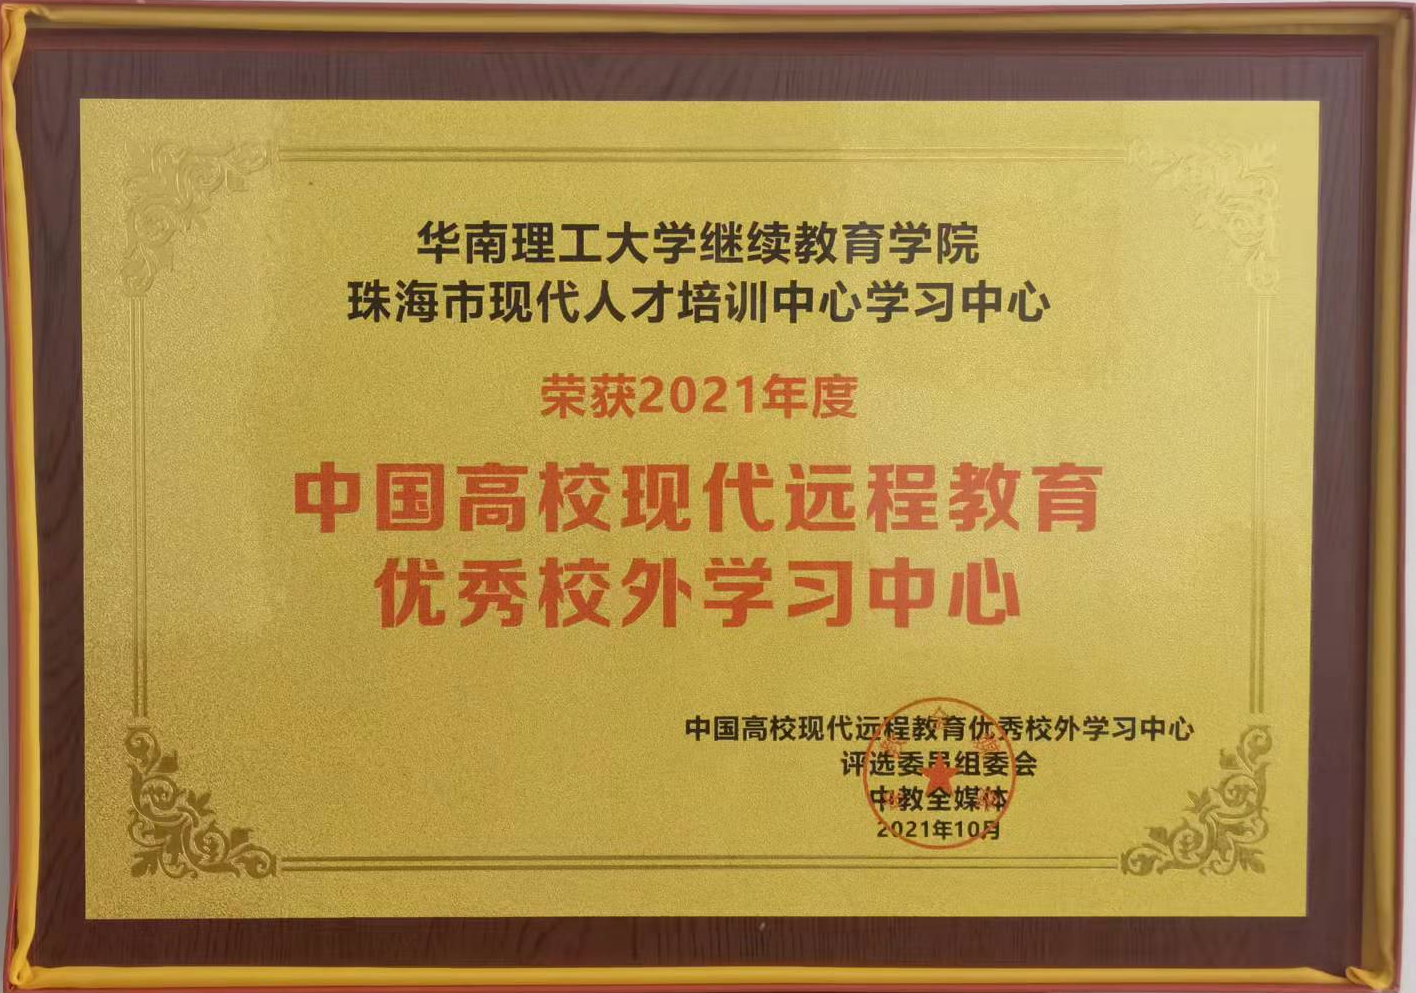 华南理工大学继续教育学院
珠海市现代人才培训中心学习中心
荣获2021年度
中国高校现代远程教育
优秀校外学习中心
中国高校现代远程教育优秀校外学习中心
评选委员组委会
中教全媒体
2021年10月